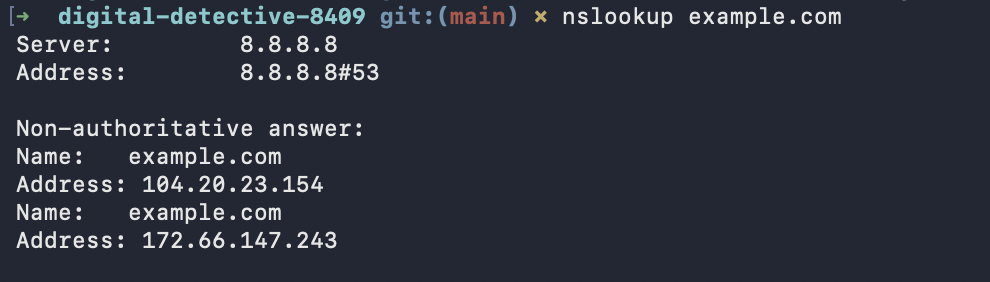 [➜  digital-detective-8409 git:(main) ✗ nslookup example.com
Server:         8.8.8.8
Address:        8.8.8.8#53

Non-authoritative answer:
Name:   example.com
Address: 104.20.23.154
Name:   example.com
Address: 172.66.147.243